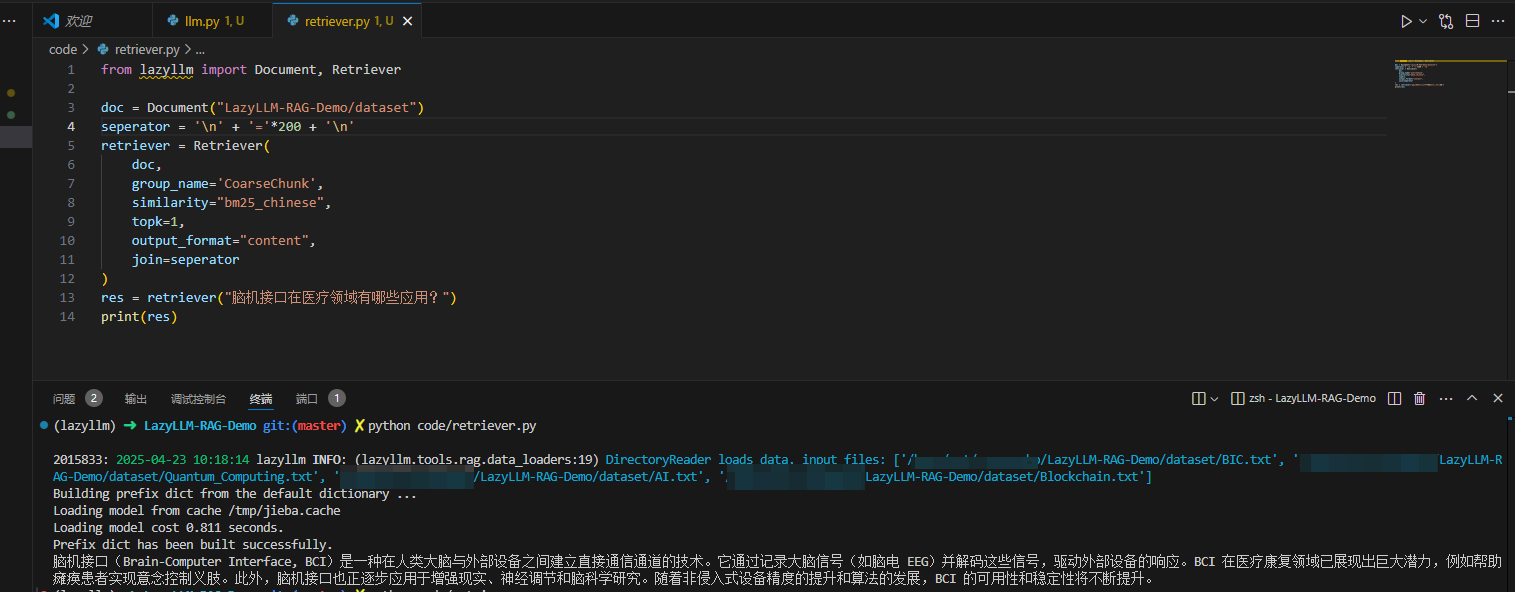 欢迎
llm.py 1, U
retriever.py 1, U
code > retriever.py > ...
1 from lazyllm import Document, Retriever
2
3 doc = Document("LazyLLM-RAG-Demo/dataset")
4 seperator = '\n' + '='*200 + '\n'
5 retriever = Retriever(
6 doc,
7 group_name='CoarseChunk',
8 similarity="bm25_chinese",
9 topk=1,
10 output_format="content",
11 join=seperator
12 )
13 res = retriever("脑机接口在医疗领域有哪些应用？")
14 print(res)
问题 2 输出 调试控制台 终端 端口 1 zsh - LazyLLM-RAG-Demo
(lazyllm) ➜ LazyLLM-RAG-Demo git:(master) ✗ python code/retriever.py
2015833: 2025-04-23 10:18:14 lazyllm INFO: (lazyllm.tools.rag.data_loaders:19) DirectoryReader loads data. input files: ['/ /LazyLLM-RAG-Demo/dataset/BIC.txt', ' LazyLLM-R
AG-Demo/dataset/Quantum_Computing.txt', ' /LazyLLM-RAG-Demo/dataset/AI.txt', ' LazyLLM-RAG-Demo/dataset/Blockchain.txt']
Building prefix dict from the default dictionary ...
Loading model from cache /tmp/jieba.cache
Loading model cost 0.811 seconds.
Prefix dict has been built successfully.
脑机接口（Brain-Computer Interface, BCI）是一种在人类大脑与外部设备之间建立直接通信通道的技术。它通过记录大脑信号（如脑电 EEG）并解码这些信号，驱动外部设备的响应。BCI 在医疗康复领域已展现出巨大潜力，例如帮助
瘫痪患者实现意念控制义肢。此外，脑机接口也正逐步应用于增强现实、神经调节和脑科学研究。随着非侵入式设备精度的提升和算法的发展，BCI 的可用性和稳定性将不断提升。